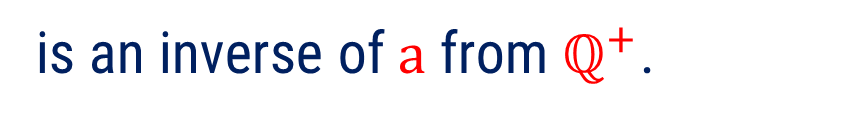 is an inverse of a from ℚ⁺.